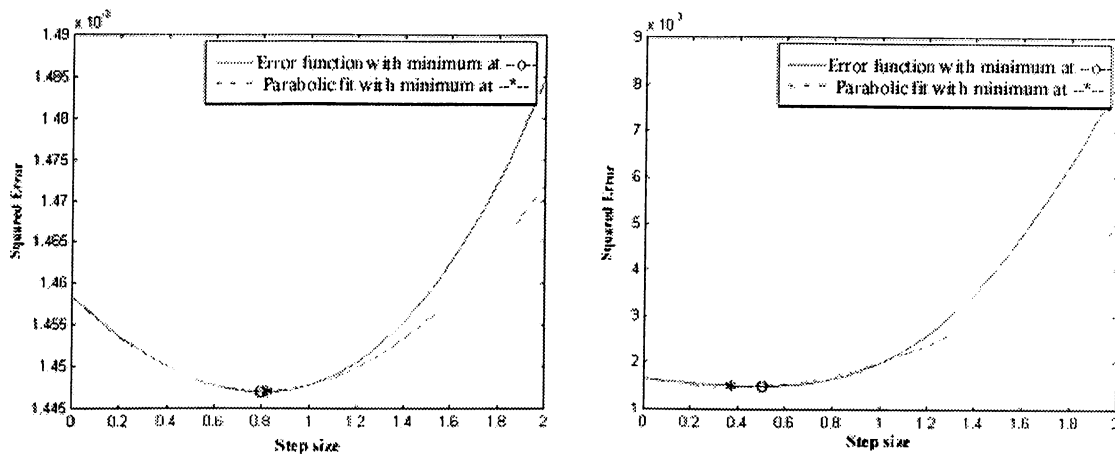 x 10⁻³
1.49
1.485
1.48
1.475
1.47
1.465
1.46
1.455
1.45
1.445
Squared Error
Error function with minimum at --o--
Parabolic fit with minimum at --*--
0 0.2 0.4 0.6 0.8 1 1.2 1.4 1.6 1.8 2
Step size
x 10⁻³
9
8
7
6
5
4
3
2
1
Squared Error
Error function with minimum at --o--
Parabolic fit with minimum at --*--
0 0.2 0.4 0.6 0.8 1 1.2 1.4 1.6 1.8 2
Step size